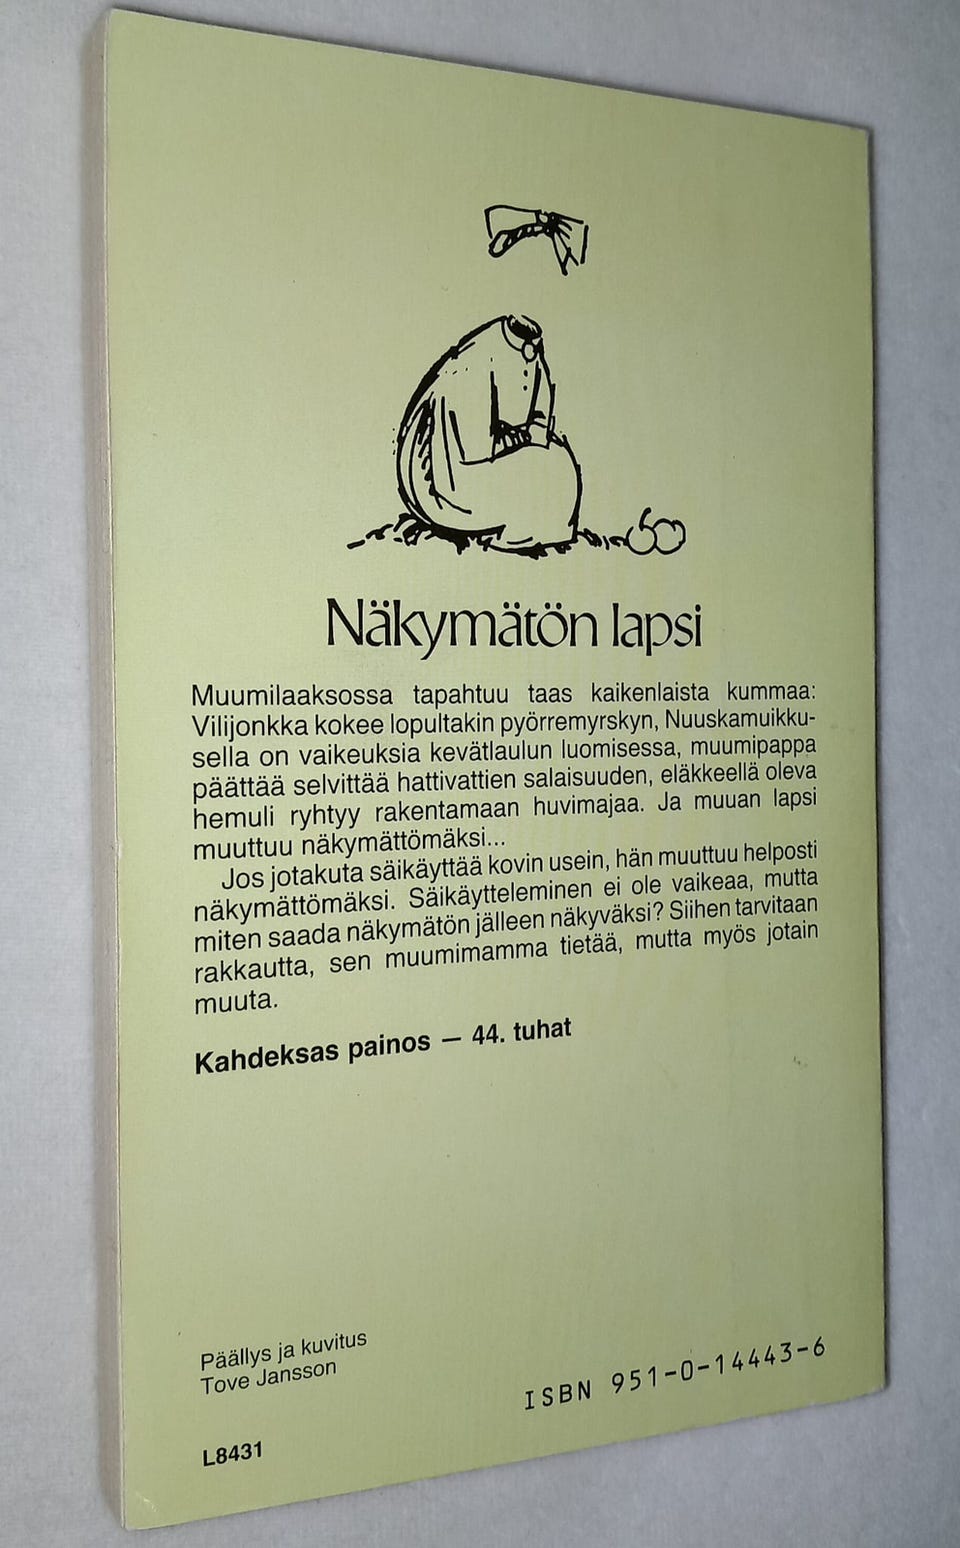 Näkymätön lapsi
Muumilaaksossa tapahtuu taas kaikenlaista kummaa:
Vilijonkka kokee lopultakin pyörremyrskyn, Nuuskamuikku-
sella on vaikeuksia kevätlaulun luomisessa, muumipappa
päättää selvittää hattivattien salaisuuden, eläkkeellä oleva
hemuli ryhtyy rakentamaan huvimajaa. Ja muuan lapsi
muuttuu näkymättömäksi...
Jos jotakuta säikäyttää kovin usein, hän muuttuu helposti
näkymättömäksi. Säikäytteleminen ei ole vaikeaa, mutta
miten saada näkymätön jälleen näkyväksi? Siihen tarvitaan
rakkautta, sen muumimamma tietää, mutta myös jotain
muuta.
Kahdeksas painos — 44. tuhat
Päällys ja kuvitus
Tove Jansson
ISBN 951-0-14443-6
L8431